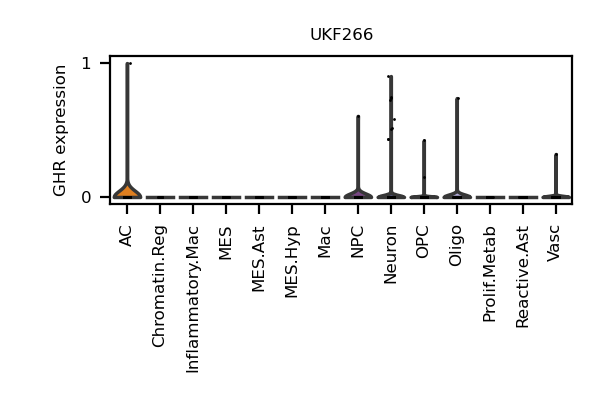 UKF266
GHR expression
1
0
AC
Chromatin.Reg
Inflammatory.Mac
MES
MES.Ast
MES.Hyp
Mac
NPC
Neuron
OPC
Oligo
Prolif.Metab
Reactive.Ast
Vasc